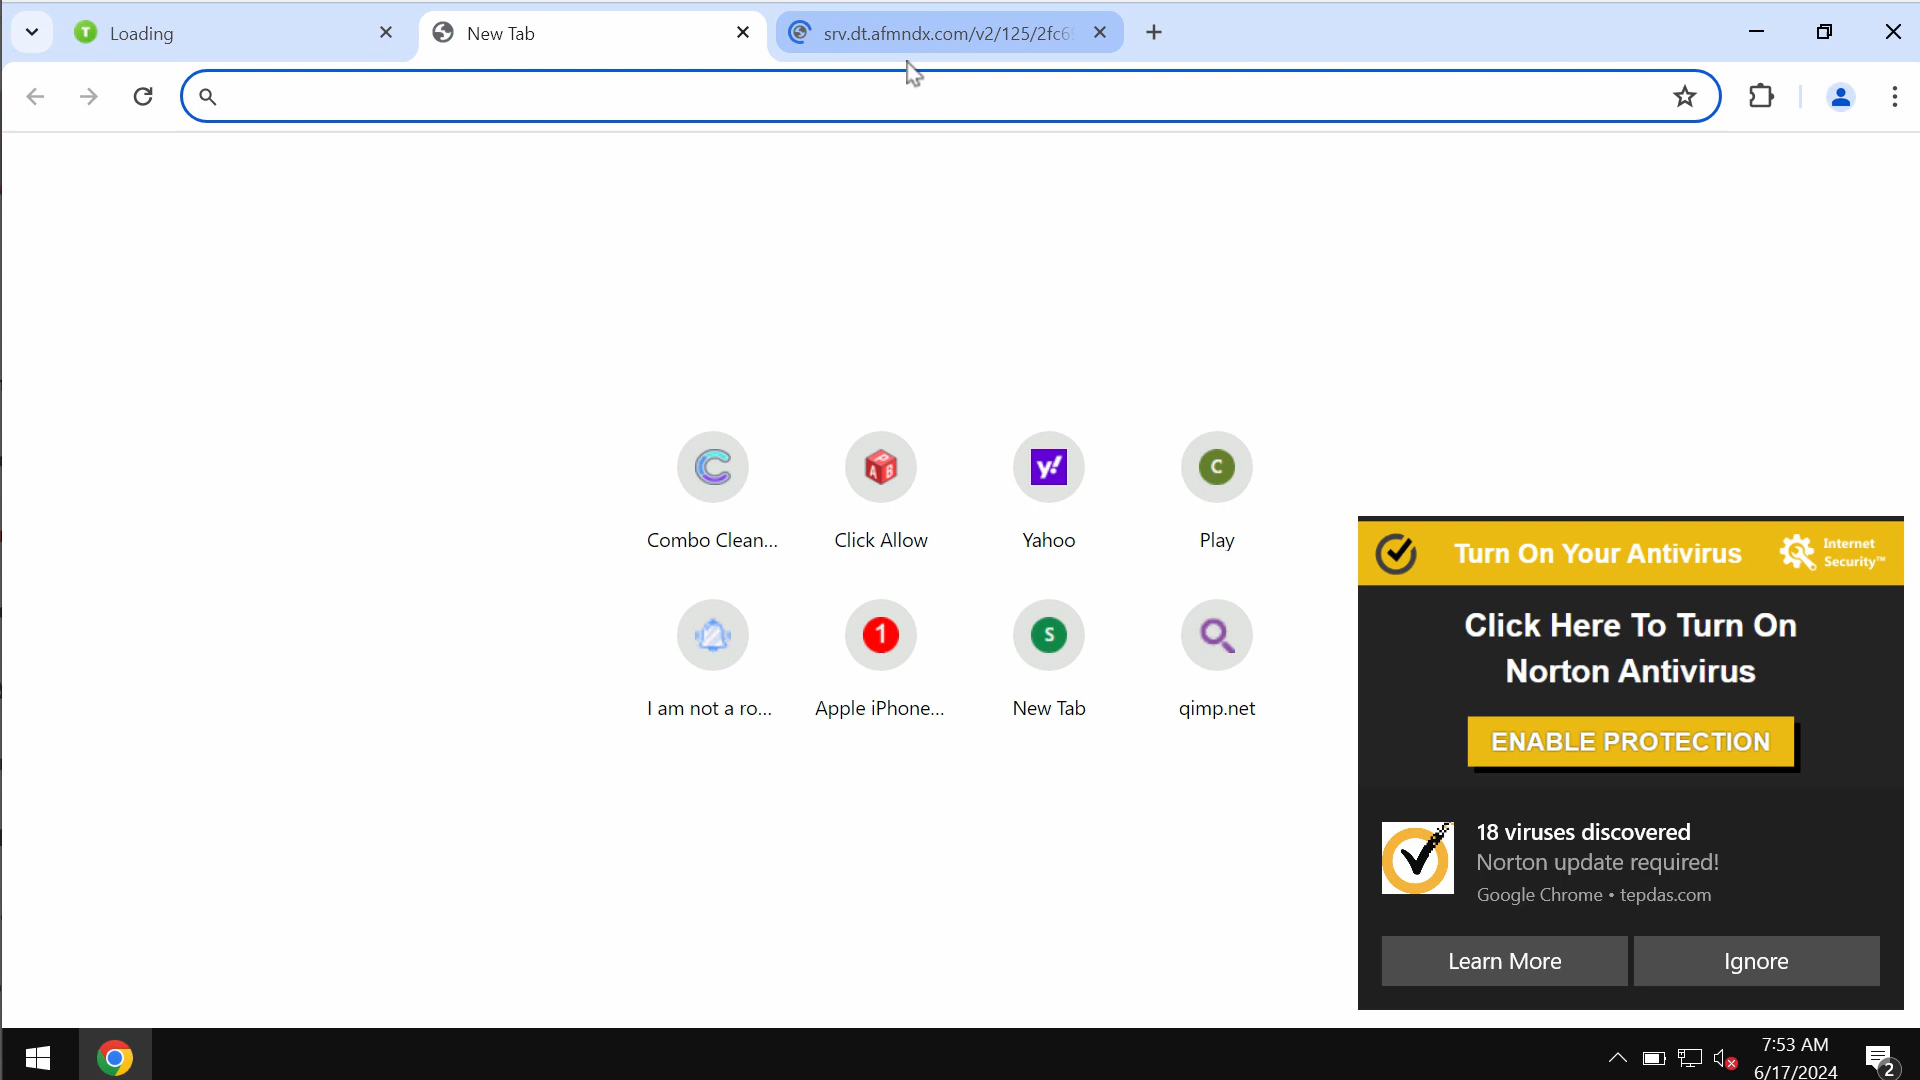 Loading
New Tab
srv.dt.afmndx.com/v2/125/2fc6
Combo Clean...
Click Allow
Yahoo
Play
I am not a ro...
Apple iPhone...
New Tab
qimp.net
Turn On Your Antivirus
Internet
Security™
Click Here To Turn On
Norton Antivirus
ENABLE PROTECTION
18 viruses discovered
Norton update required!
Google Chrome • tepdas.com
Learn More
Ignore
7:53 AM
6/17/2024
2